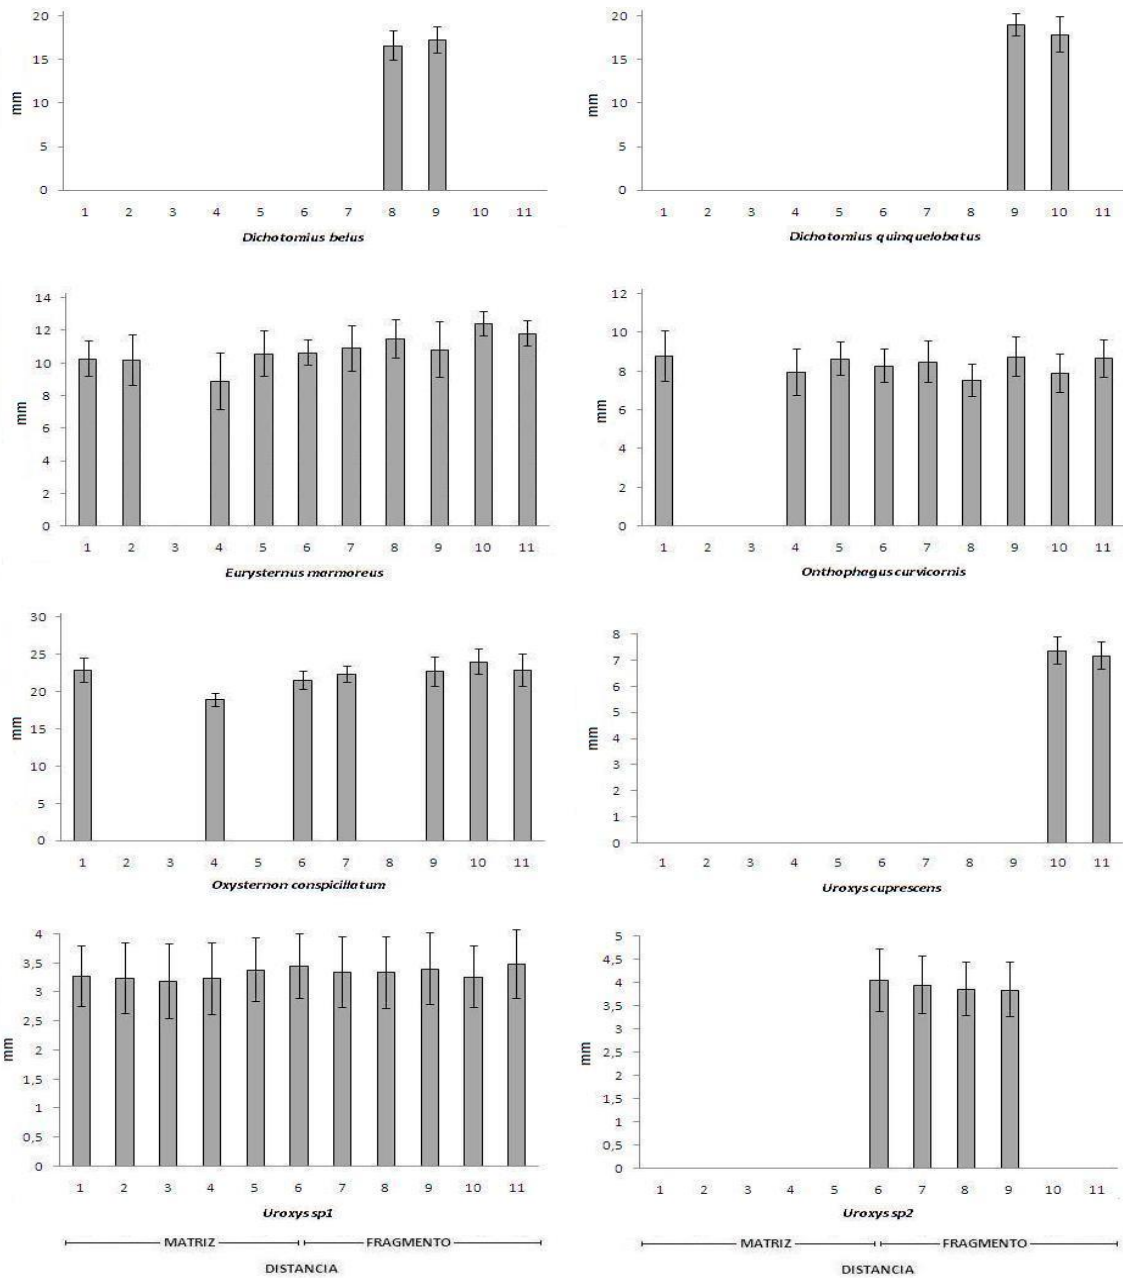 20
15
10
5
0
mm
1 2 3 4 5 6 7 8 9 10 11
Dichotomius belus
20
15
10
5
0
mm
1 2 3 4 5 6 7 8 9 10 11
Dichotomius quinquelobatus
14
12
10
8
6
4
2
0
mm
1 2 3 4 5 6 7 8 9 10 11
Eurysternus marmoreus
12
10
8
6
4
2
0
mm
1 2 3 4 5 6 7 8 9 10 11
Onthophagus curvicornis
30
25
20
15
10
5
0
mm
1 2 3 4 5 6 7 8 9 10 11
Oxysternon conspicillatum
8
7
6
5
4
3
2
1
0
mm
1 2 3 4 5 6 7 8 9 10 11
Uroxys cuprescens
4
3,5
3
2,5
2
1,5
1
0,5
0
mm
1 2 3 4 5 6 7 8 9 10 11
Uroxys sp1
MATRIZ FRAGMENTO
DISTANCIA
5
4,5
4
3,5
3
2,5
2
1,5
1
0,5
0
mm
1 2 3 4 5 6 7 8 9 10 11
Uroxys sp2
MATRIZ FRAGMENTO
DISTANCIA